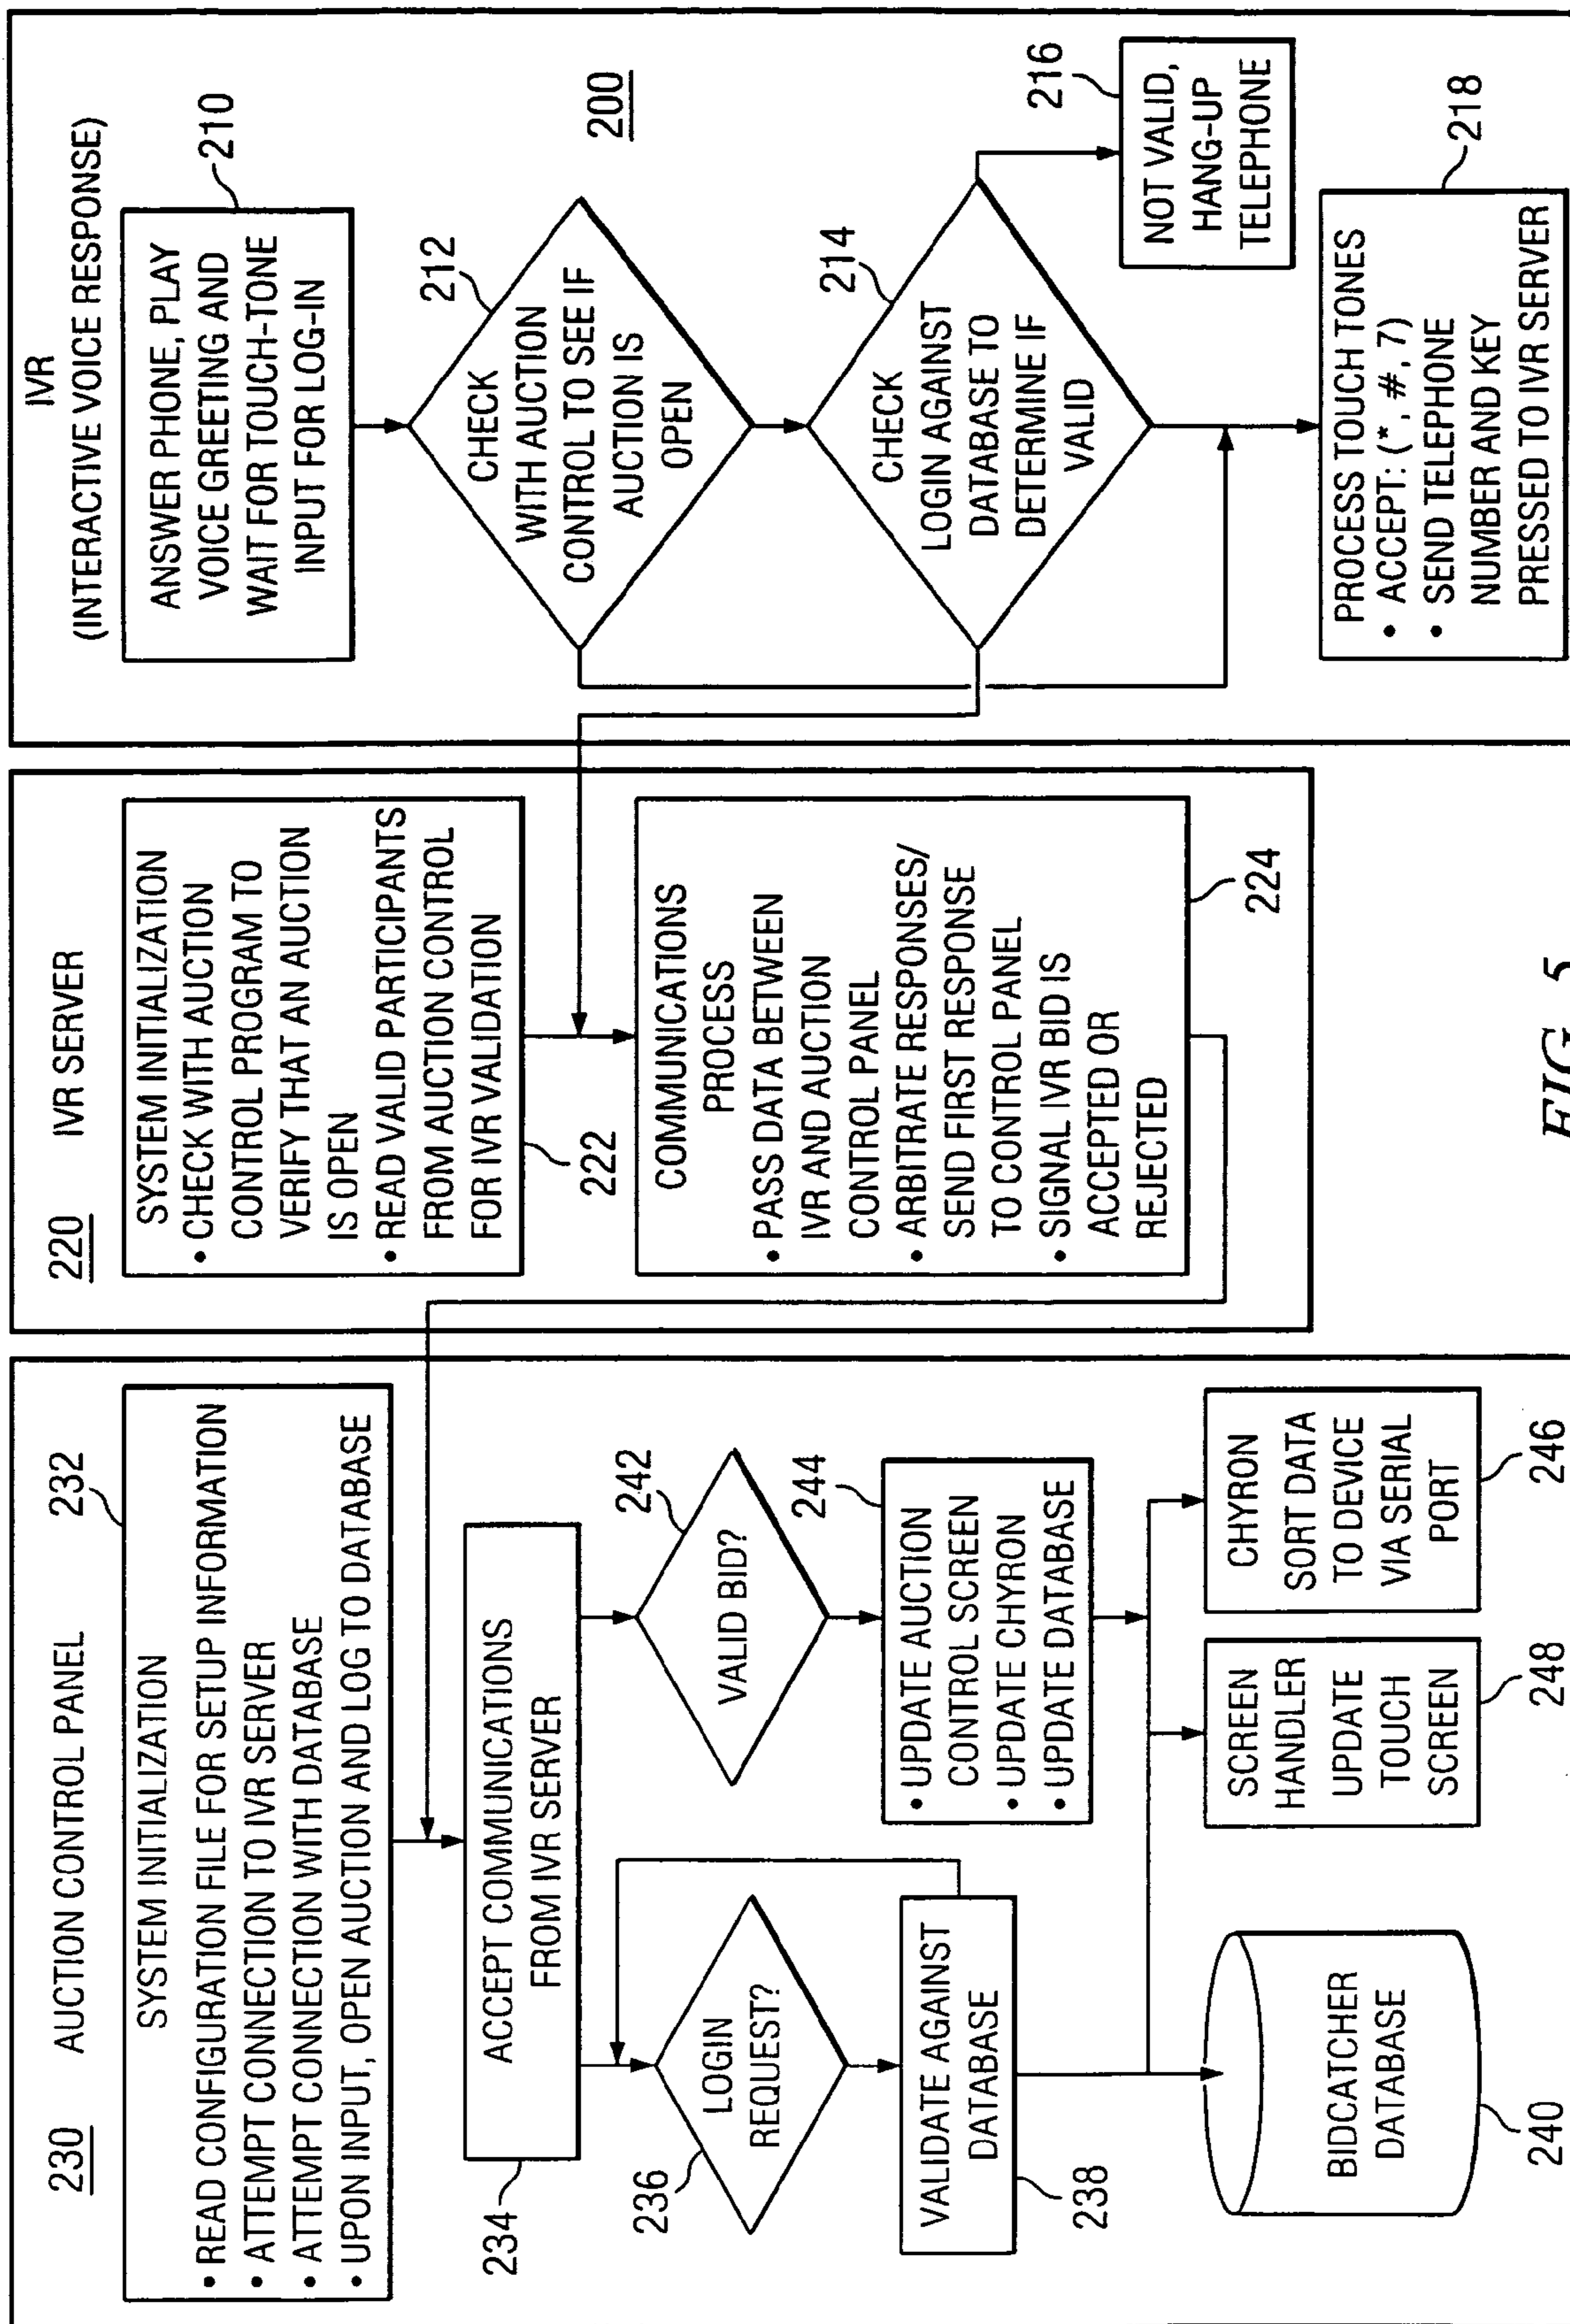 230
AUCTION CONTROL PANEL
232
SYSTEM INITIALIZATION
• READ CONFIGURATION FILE FOR SETUP INFORMATION
• ATTEMPT CONNECTION TO IVR SERVER
• ATTEMPT CONNECTION WITH DATABASE
• UPON INPUT, OPEN AUCTION AND LOG TO DATABASE
234
ACCEPT COMMUNICATIONS
FROM IVR SERVER
236
LOGIN
REQUEST?
242
VALID BID?
238
VALIDATE AGAINST
DATABASE
244
• UPDATE AUCTION
CONTROL SCREEN
• UPDATE CHYRON
• UPDATE DATABASE
BIDCATCHER
DATABASE
240
SCREEN
HANDLER
UPDATE
TOUCH
SCREEN
248
CHYRON
SORT DATA
TO DEVICE
VIA SERIAL
PORT
246
220
IVR SERVER
SYSTEM INITIALIZATION
• CHECK WITH AUCTION
CONTROL PROGRAM TO
VERIFY THAT AN AUCTION
IS OPEN
• READ VALID PARTICIPANTS
FROM AUCTION CONTROL
FOR IVR VALIDATION
222
COMMUNICATIONS
PROCESS
• PASS DATA BETWEEN
IVR AND AUCTION
CONTROL PANEL
• ARBITRATE RESPONSES/
SEND FIRST RESPONSE
TO CONTROL PANEL
• SIGNAL IVR BID IS
ACCEPTED OR
REJECTED
224
IVR
(INTERACTIVE VOICE RESPONSE)
210
ANSWER PHONE, PLAY
VOICE GREETING AND
WAIT FOR TOUCH-TONE
INPUT FOR LOG-IN
200
212
CHECK
WITH AUCTION
CONTROL TO SEE IF
AUCTION IS
OPEN
214
CHECK
LOGIN AGAINST
DATABASE TO
DETERMINE IF
VALID
216
NOT VALID,
HANG-UP
TELEPHONE
218
PROCESS TOUCH TONES
• ACCEPT: (*, #, 7)
• SEND TELEPHONE
NUMBER AND KEY
PRESSED TO IVR SERVER
FIG. 5